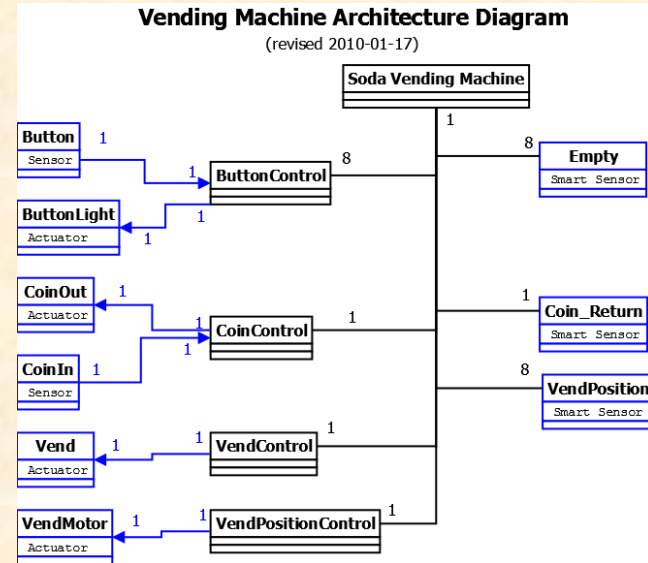 Vending Machine Architecture Diagram
(revised 2010-01-17)
Soda Vending Machine
1
Button
Sensor
1
1
ButtonControl
8
8
Empty
Smart Sensor
ButtonLight
Actuator
1
1
CoinOut
Actuator
1
1
CoinControl
1
1
Coin_Return
Smart Sensor
CoinIn
Sensor
1
1
8
VendPosition
Smart Sensor
Vend
Actuator
1
1
VendControl
1
VendMotor
Actuator
1
1
VendPositionControl
1